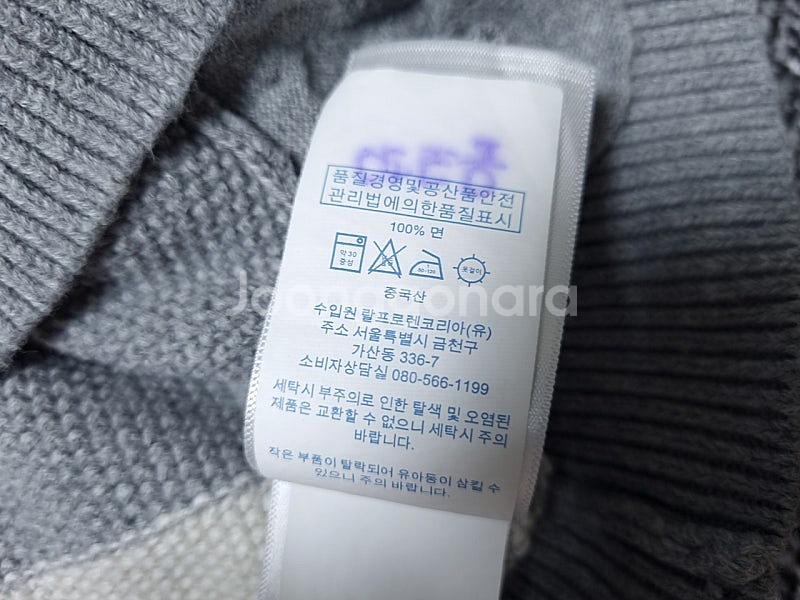 품질경영및공산품안전
관리법에의한품질표시
100% 면
약 30
중성
80-120
옷걸이
중국산
Joonggonara
수입원 랄프로렌코리아(유)
주소 서울특별시 금천구
가산동 336-7
소비자상담실 080-566-1199
세탁시 부주의로 인한 탈색 및 오염된
제품은 교환할 수 없으니 세탁시 주의
바랍니다.
작은 부품이 탈락되어 유아동이 삼킬 수
있으니 주의 바랍니다.